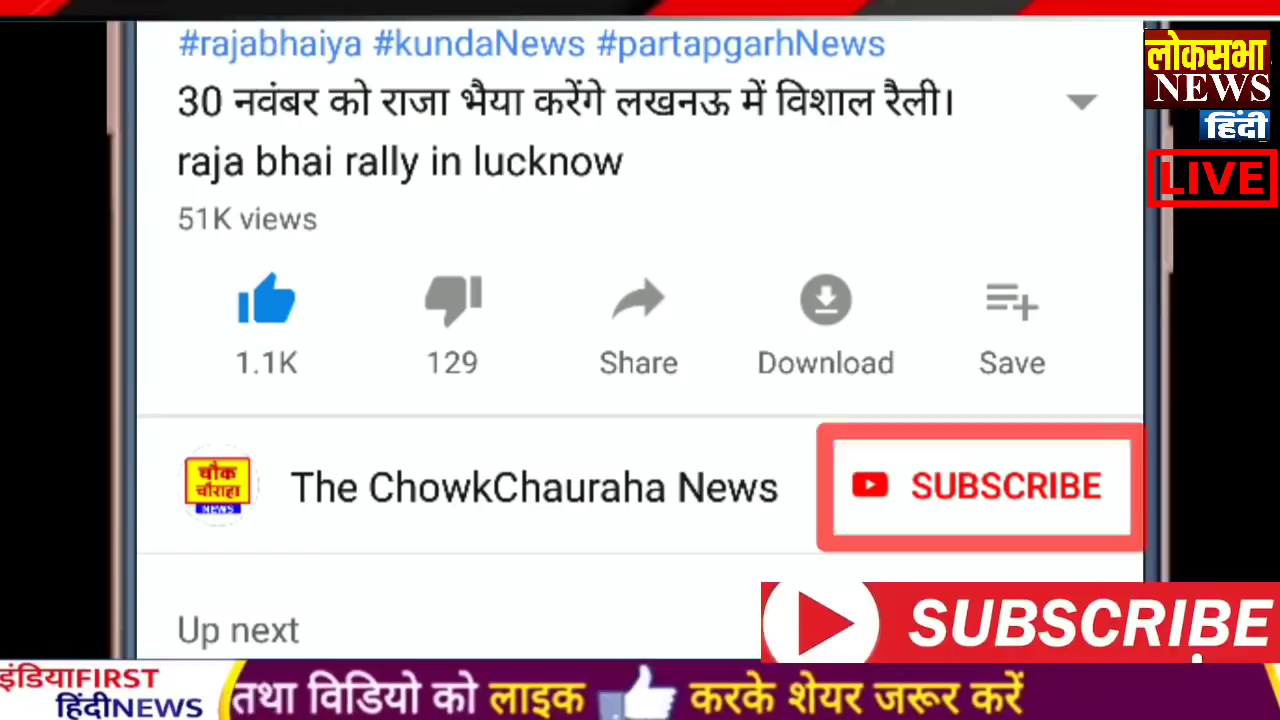 #rajabhaiya #kundaNews #partapgarhNews
30 नवंबर को राजा भैया करेंगे लखनऊ में विशाल रैली।
raja bhai rally in lucknow
51K views
1.1K
129
Share
Download
Save
चौक
चौराहा
NEWS
The ChowkChauraha News
SUBSCRIBE
Up next
लोकसभा
NEWS
हिंदी
LIVE
SUBSCRIBE
इंडियाFIRST
हिंदीNEWS
तथा विडियो को लाइक करके शेयर जरूर करें